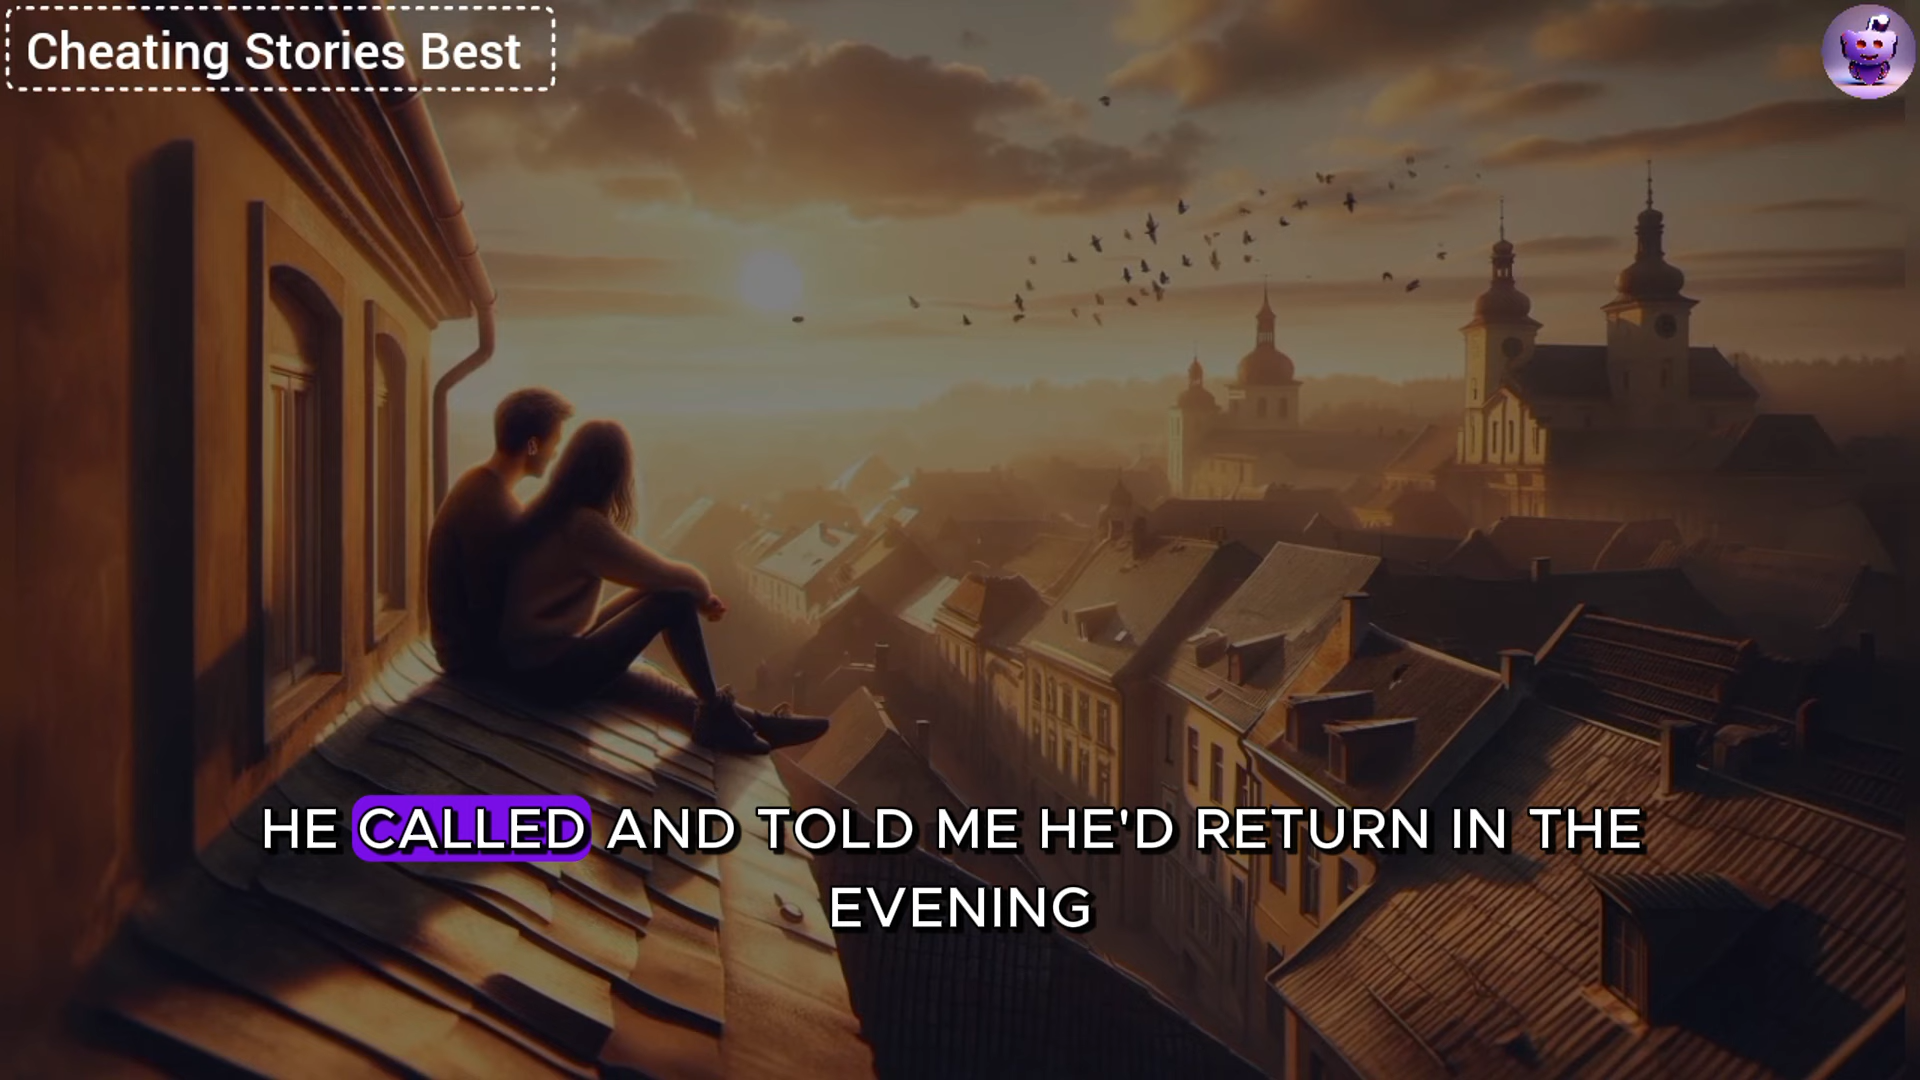 Cheating Stories Best
HE CALLED AND TOLD ME HE'D RETURN IN THE
EVENING